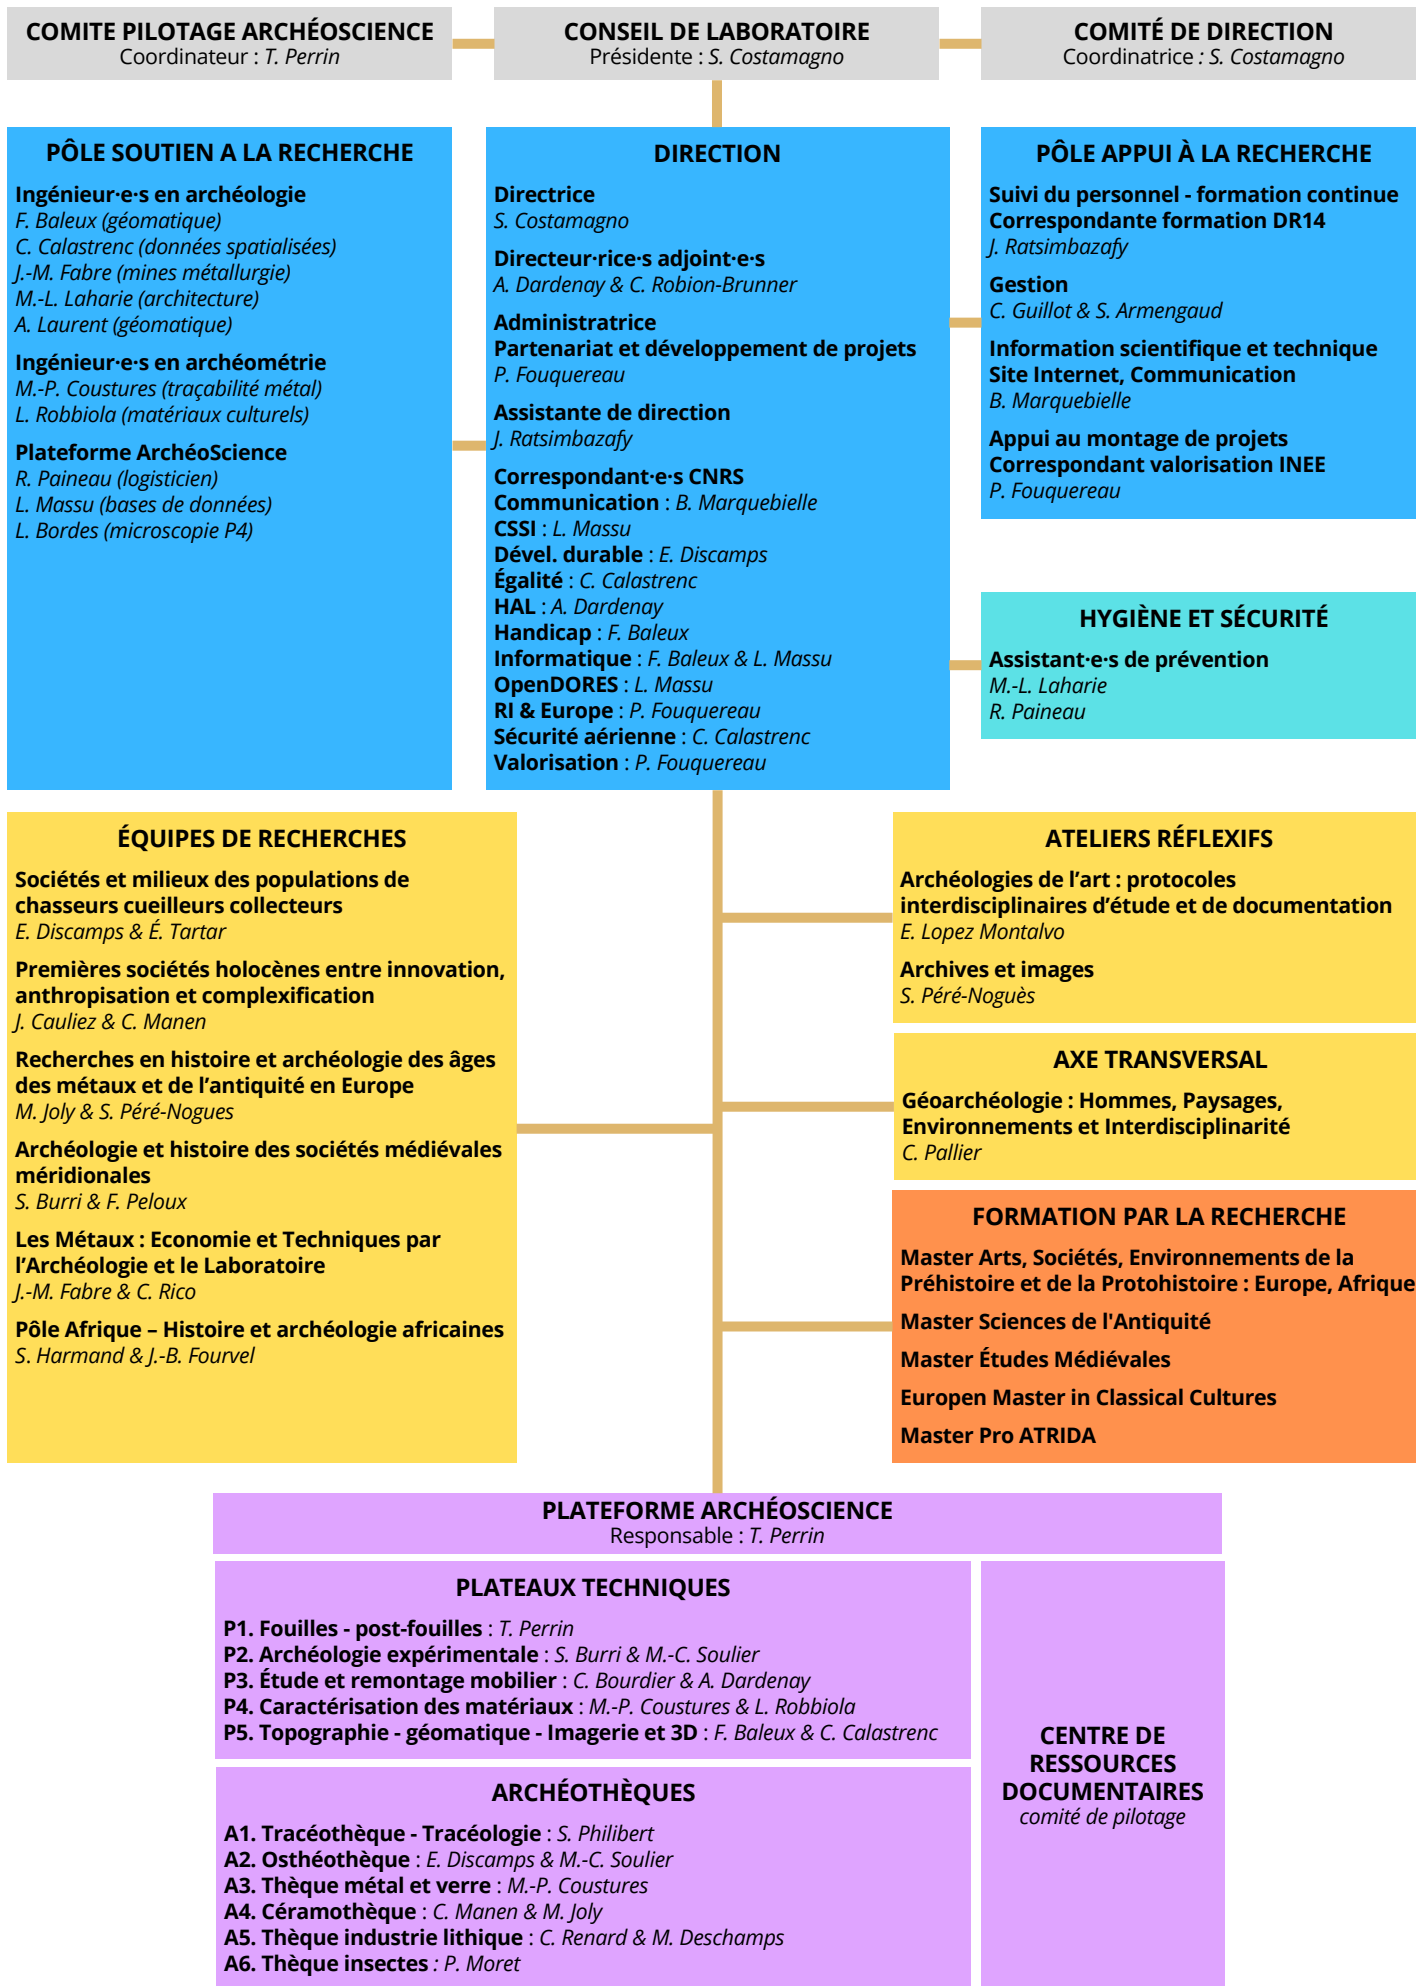 COMITE PILOTAGE ARCHÉOSCIENCE
Coordinateur : T. Perrin
CONSEIL DE LABORATOIRE
Présidente : S. Costamagno
COMITÉ DE DIRECTION
Coordinatrice : S. Costamagno
PÔLE SOUTIEN A LA RECHERCHE
Ingénieur·e·s en archéologie
F. Baleux (géomatique)
C. Calastrenc (données spatialisées)
J.-M. Fabre (mines métallurgie)
M.-L. Laharie (architecture)
A. Laurent (géomatique)
Ingénieur·e·s en archéométrie
M.-P. Coustures (traçabilité métal)
L. Robbiola (matériaux culturels)
Plateforme ArchéoScience
R. Paineau (logisticien)
L. Massu (bases de données)
L. Bordes (microscopie P4)
DIRECTION
Directrice
S. Costamagno
Directeur·rice·s adjoint·e·s
A. Dardenay & C. Robion-Brunner
Administratrice
Partenariat et développement de projets
P. Fouquereau
Assistante de direction
J. Ratsimbazafy
Correspondant·e·s CNRS
Communication : B. Marquebielle
CSSI : L. Massu
Dével. durable : E. Discamps
Égalité : C. Calastrenc
HAL : A. Dardenay
Handicap : F. Baleux
Informatique : F. Baleux & L. Massu
OpenDORES : L. Massu
RI & Europe : P. Fouquereau
Sécurité aérienne : C. Calastrenc
Valorisation : P. Fouquereau
PÔLE APPUI À LA RECHERCHE
Suivi du personnel - formation continue
Correspondante formation DR14
J. Ratsimbazafy
Gestion
C. Guillot & S. Armengaud
Information scientifique et technique
Site Internet, Communication
B. Marquebielle
Appui au montage de projets
Correspondant valorisation INEE
P. Fouquereau
HYGIÈNE ET SÉCURITÉ
Assistant·e·s de prévention
M.-L. Laharie
R. Paineau
ÉQUIPES DE RECHERCHES
Sociétés et milieux des populations de
chasseurs cueilleurs collecteurs
E. Discamps & É. Tartar
Premières sociétés holocènes entre innovation,
anthropisation et complexification
J. Cauliez & C. Manen
Recherches en histoire et archéologie des âges
des métaux et de l’antiquité en Europe
M. Joly & S. Péré-Nogues
Archéologie et histoire des sociétés médiévales
méridionales
S. Burri & F. Peloux
Les Métaux : Economie et Techniques par
l’Archéologie et le Laboratoire
J.-M. Fabre & C. Rico
Pôle Afrique – Histoire et archéologie africaines
S. Harmand & J.-B. Fourvel
ATELIERS RÉFLEXIFS
Archéologies de l’art : protocoles
interdisciplinaires d’étude et de documentation
E. Lopez Montalvo
Archives et images
S. Péré-Noguès
AXE TRANSVERSAL
Géoarchéologie : Hommes, Paysages,
Environnements et Interdisciplinarité
C. Pallier
FORMATION PAR LA RECHERCHE
Master Arts, Sociétés, Environnements de la
Préhistoire et de la Protohistoire : Europe, Afrique
Master Sciences de l'Antiquité
Master Études Médiévales
Europen Master in Classical Cultures
Master Pro ATRIDA
PLATEFORME ARCHÉOSCIENCE
Responsable : T. Perrin
PLATEAUX TECHNIQUES
P1. Fouilles - post-fouilles : T. Perrin
P2. Archéologie expérimentale : S. Burri & M.-C. Soulier
P3. Étude et remontage mobilier : C. Bourdier & A. Dardenay
P4. Caractérisation des matériaux : M.-P. Coustures & L. Robbiola
P5. Topographie - géomatique - Imagerie et 3D : F. Baleux & C. Calastrenc
ARCHÉOTHÈQUES
A1. Tracéothèque - Tracéologie : S. Philibert
A2. Osthéothèque : E. Discamps & M.-C. Soulier
A3. Thèque métal et verre : M.-P. Coustures
A4. Céramothèque : C. Manen & M. Joly
A5. Thèque industrie lithique : C. Renard & M. Deschamps
A6. Thèque insectes : P. Moret
CENTRE DE
RESSOURCES
DOCUMENTAIRES
comité de pilotage